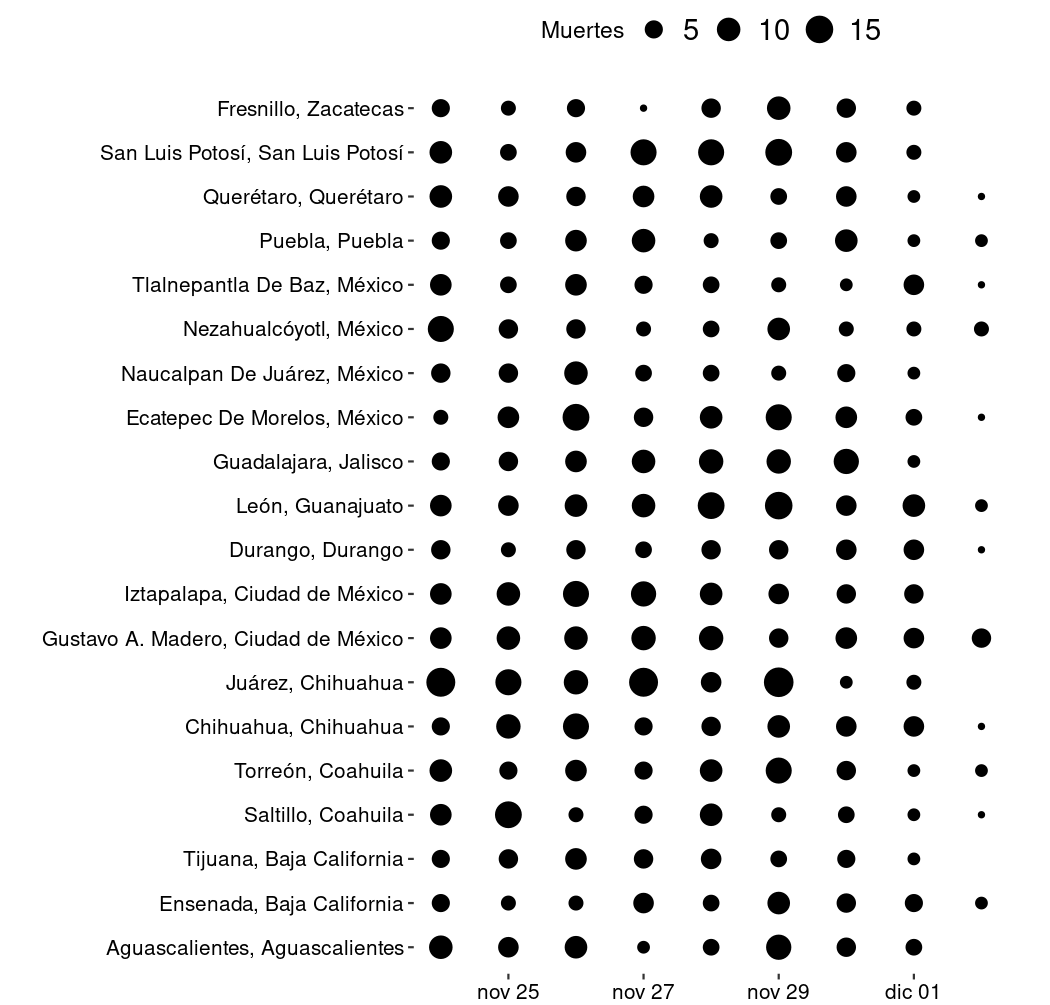 Muertes 5 10 15
Fresnillo, Zacatecas
San Luis Potosí, San Luis Potosí
Querétaro, Querétaro
Puebla, Puebla
Tlalnepantla De Baz, México
Nezahualcóyotl, México
Naucalpan De Juárez, México
Ecatepec De Morelos, México
Guadalajara, Jalisco
León, Guanajuato
Durango, Durango
Iztapalapa, Ciudad de México
Gustavo A. Madero, Ciudad de México
Juárez, Chihuahua
Chihuahua, Chihuahua
Torreón, Coahuila
Saltillo, Coahuila
Tijuana, Baja California
Ensenada, Baja California
Aguascalientes, Aguascalientes
nov 25 nov 27 nov 29 dic 01